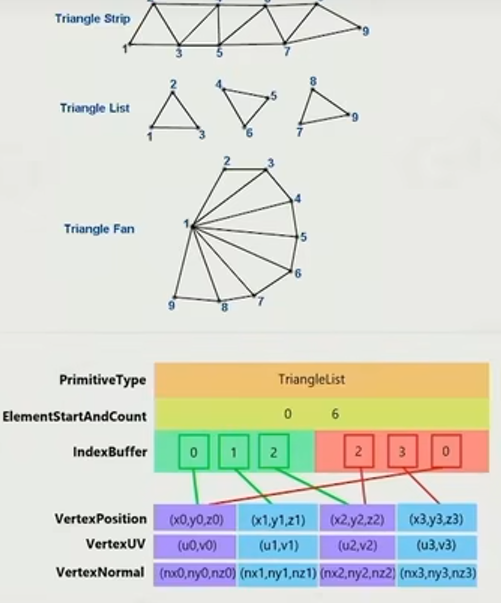 Triangle Strip
1 3 5 7 9
Triangle List
1 2 3 4 5 6 7 8 9
Triangle Fan
1 2 3 4 5 6 7 8 9
PrimitiveType TriangleList
ElementStartAndCount 0 6
IndexBuffer 0 1 2 2 3 0
VertexPosition (x0,y0,z0) (x1,y1,z1) (x2,y2,z2) (x3,y3,z3)
VertexUV (u0,v0) (u1,v1) (u2,v2) (u3,v3)
VertexNormal (nx0,ny0,nz0) (nx1,ny1,nz1) (nx2,ny2,nz2) (nx3,ny3,nz3)